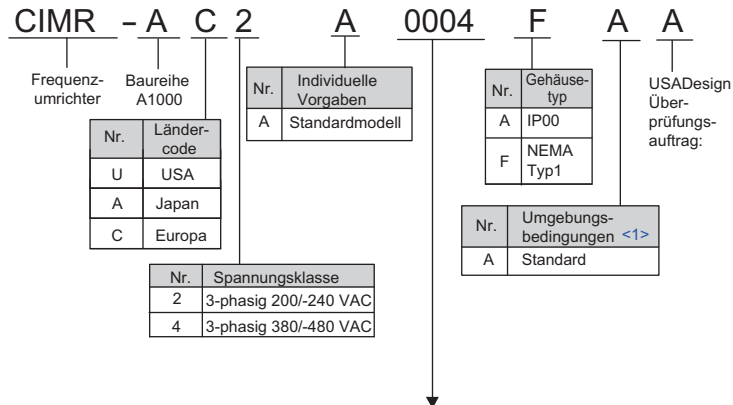 CIMR – A C 2 A 0004 F A A
Frequenz-
umrichter
Baureihe
A1000
Nr. Länder-
code
U USA
A Japan
C Europa
Nr. Spannungsklasse
2 3-phasig 200/-240 VAC
4 3-phasig 380/-480 VAC
Nr. Individuelle
Vorgaben
A Standardmodell
Nr. Gehäuse-
typ
A IP00
F NEMA
Typ1
Nr. Umgebungs-
bedingungen <1>
A Standard
USADesign
Über-
prüfungs-
auftrag: